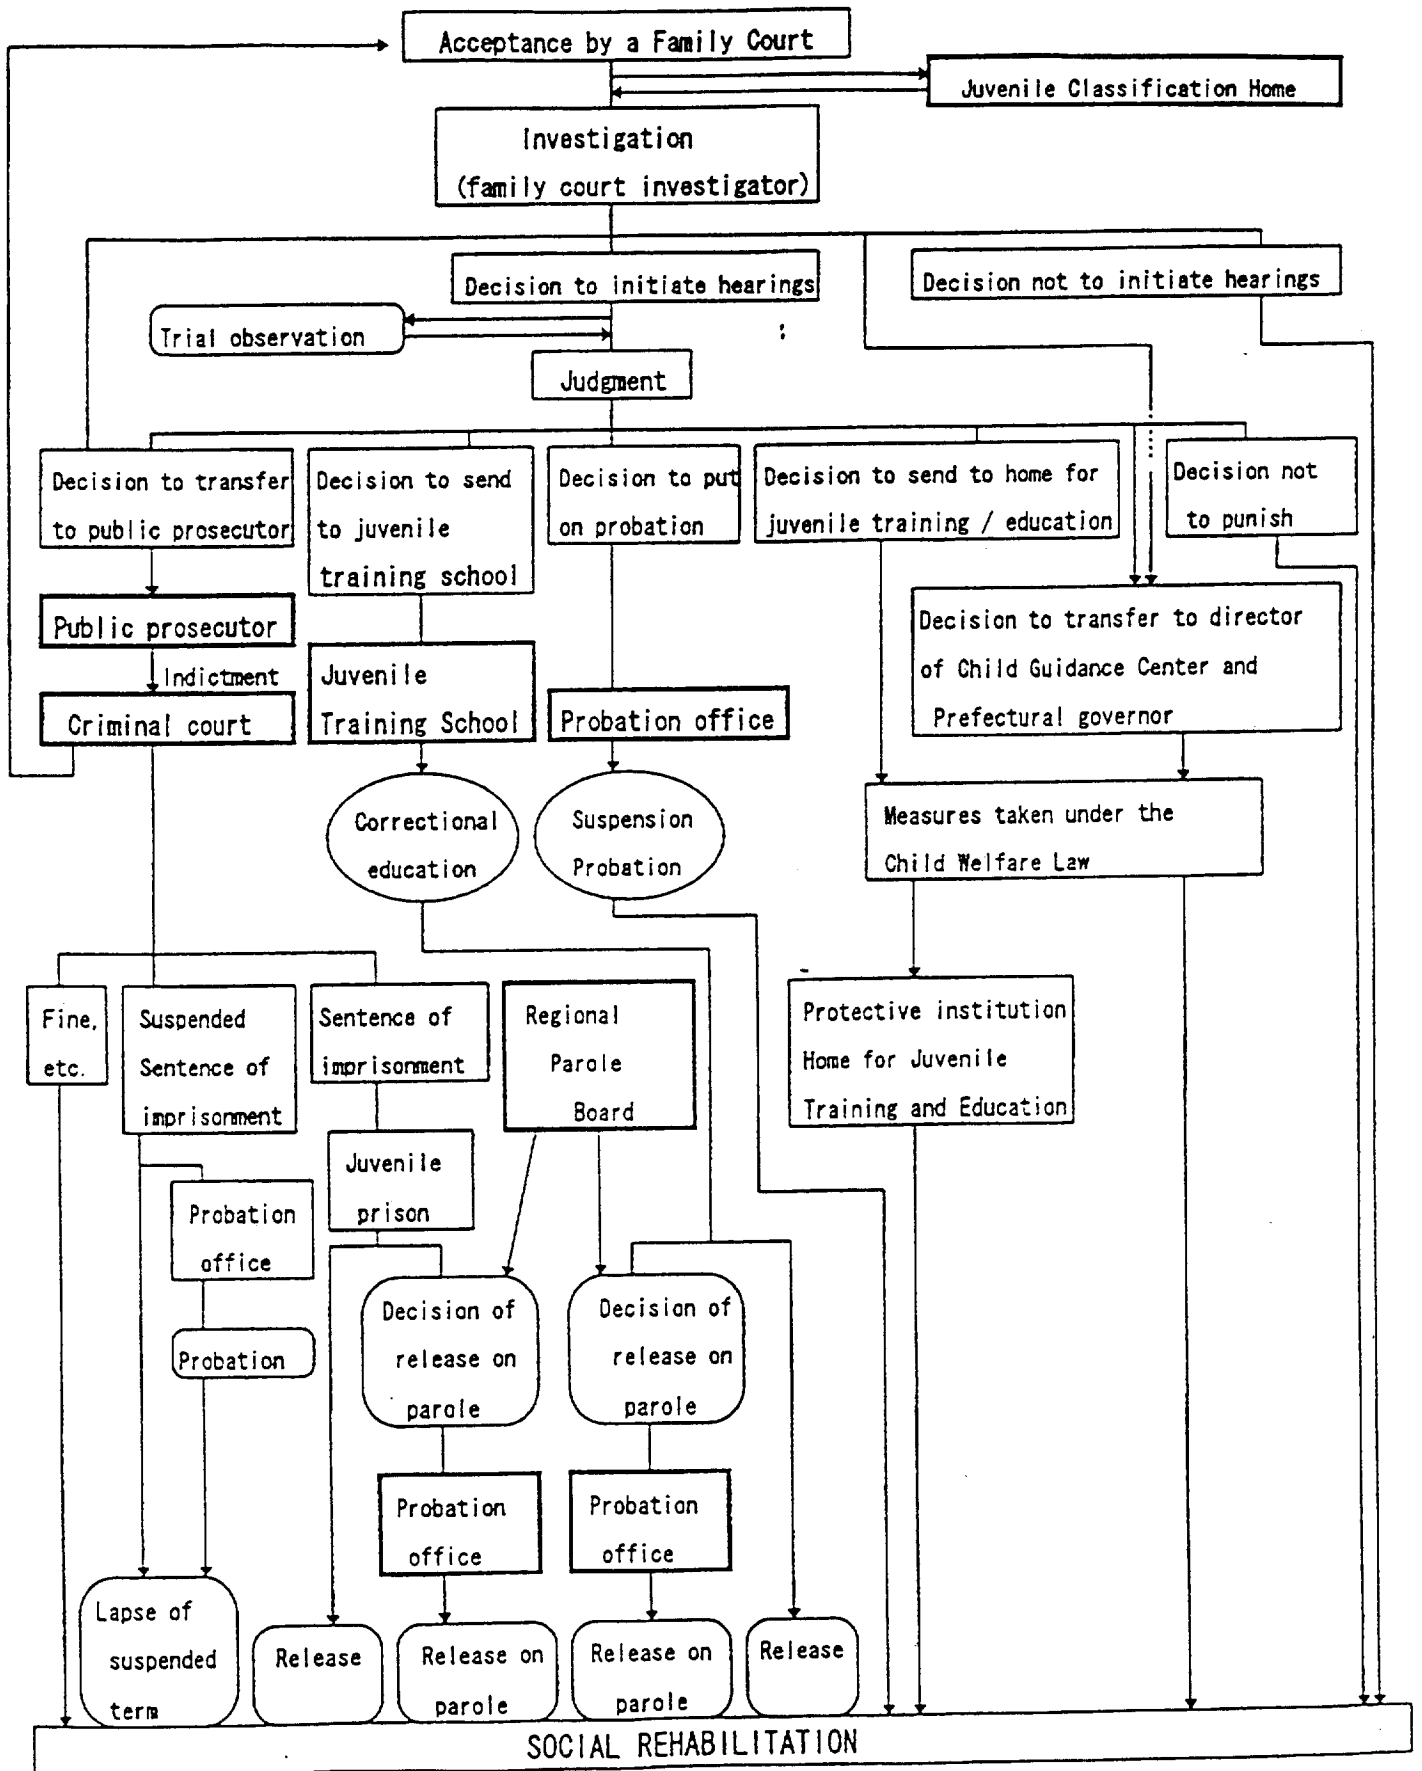 Acceptance by a Family Court
Juvenile Classification Home
Investigation
(family court investigator)
Decision to initiate hearings
Decision not to initiate hearings
Trial observation
Judgment
Decision to transfer
to public prosecutor
Decision to send
to juvenile
training school
Decision to put
on probation
Decision to send to home for
juvenile training / education
Decision not
to punish
Public prosecutor
Indictment
Criminal court
Juvenile
Training School
Probation office
Decision to transfer to director
of Child Guidance Center and
Prefectural governor
Correctional
education
Suspension
Probation
Measures taken under the
Child Welfare Law
Fine,
etc.
Suspended
Sentence of
imprisonment
Sentence of
imprisonment
Regional
Parole
Board
Protective institution
Home for Juvenile
Training and Education
Juvenile
prison
Probation
office
Probation
Decision of
release on
parole
Decision of
release on
parole
Probation
office
Probation
office
Lapse of
suspended
term
Release
Release on
parole
Release on
parole
Release
SOCIAL REHABILITATION